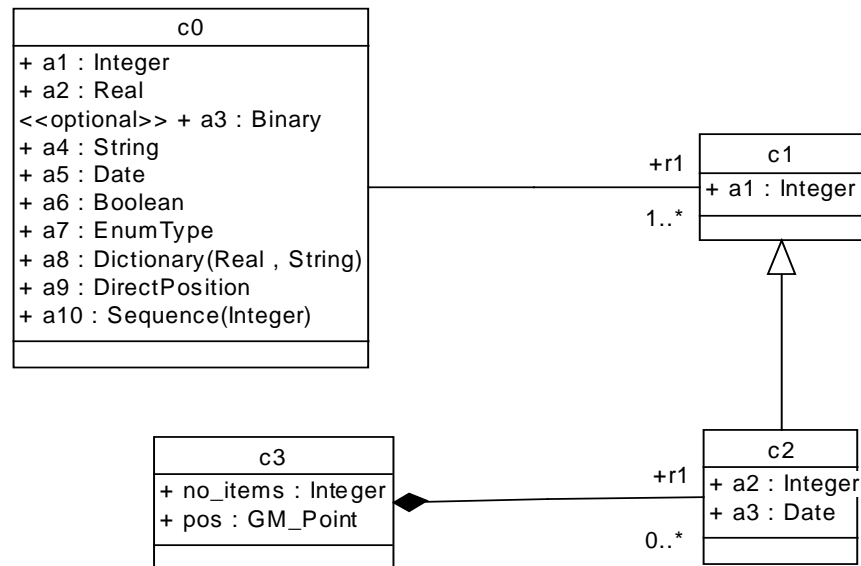 c0
+ a1 : Integer
+ a2 : Real
<<optional>> + a3 : Binary
+ a4 : String
+ a5 : Date
+ a6 : Boolean
+ a7 : EnumType
+ a8 : Dictionary(Real , String)
+ a9 : DirectPosition
+ a10 : Sequence(Integer)
+r1
1..*
c1
+ a1 : Integer
c3
+ no_items : Integer
+ pos : GM_Point
+r1
0..*
c2
+ a2 : Integer
+ a3 : Date